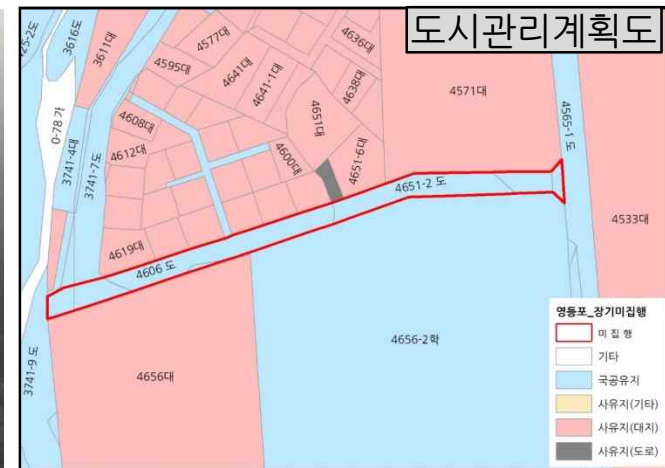 도시관리계획도
25-2도
3616도
3611대
4577대
4595대
4641대
4641-1대
4636대
4638대
4571대
4565-1 도
0-78 가
3741-4대
3741-7도
4608대
4612대
4651대
4600대
4651-6대
4651-2 도
4533대
4619대
4606 도
4656-2학
4656대
3741-9 도
영등포_장기미집행
미 집 행
기타
국공유지
사유지(기타)
사유지(대지)
사유지(도로)